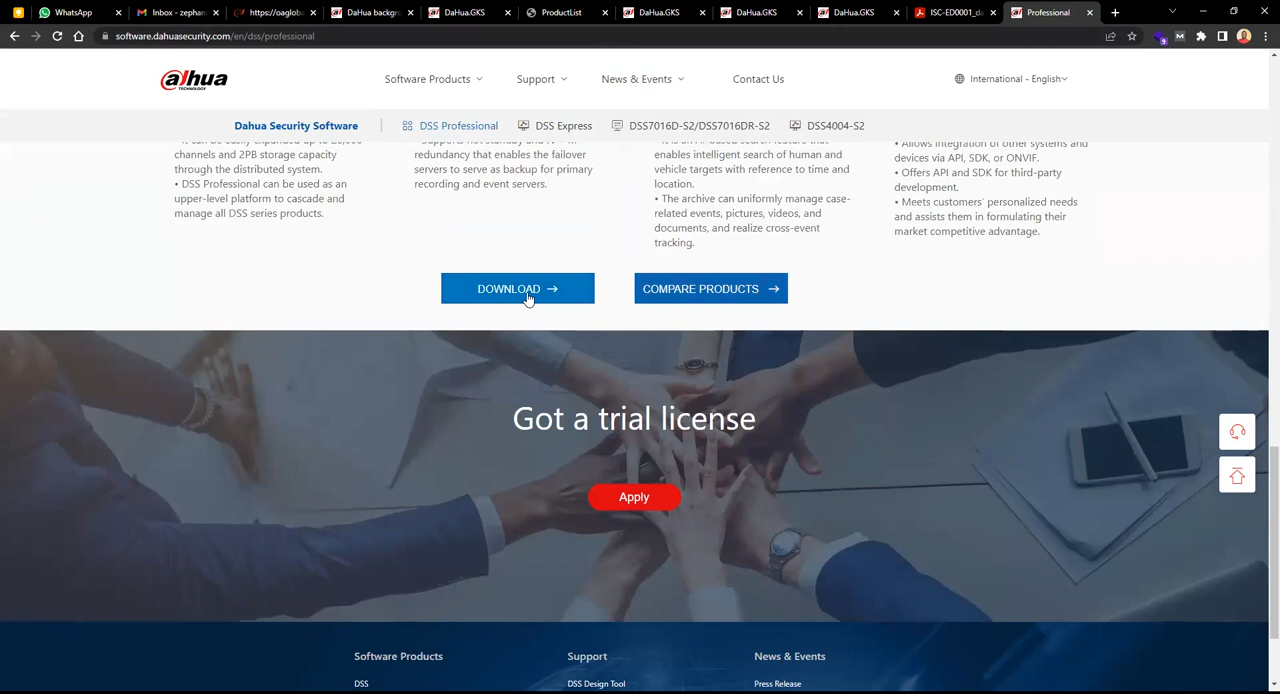 WhatsApp
Inbox - zephan
https://oaglobal
DaHua backgro
DaHua.GKS
ProductList
DaHua.GKS
DaHua.GKS
DaHua.GKS
ISC-ED0001_da
Professional
software.dahuasecurity.com/en/dss/professional
9
M
alhua
TECHNOLOGY
Software Products
Support
News & Events
Contact Us
International - English
Dahua Security Software
DSS Professional
DSS Express
DSS7016D-S2/DSS7016DR-S2
DSS4004-S2
channels and 2PB storage capacity
through the distributed system.
• DSS Professional can be used as an
upper-level platform to cascade and
manage all DSS series products.
redundancy that enables the failover
servers to serve as backup for primary
recording and event servers.
enables intelligent search of human and
vehicle targets with reference to time and
location.
• The archive can uniformly manage case-
related events, pictures, videos, and
documents, and realize cross-event
tracking.
• Allows integration of other systems and
devices via API, SDK, or ONVIF.
• Offers API and SDK for third-party
development.
• Meets customers' personalized needs
and assists them in formulating their
market competitive advantage.
DOWNLOAD
COMPARE PRODUCTS
Got a trial license
Apply
Software Products
Support
News & Events
DSS
DSS Design Tool
Press Release